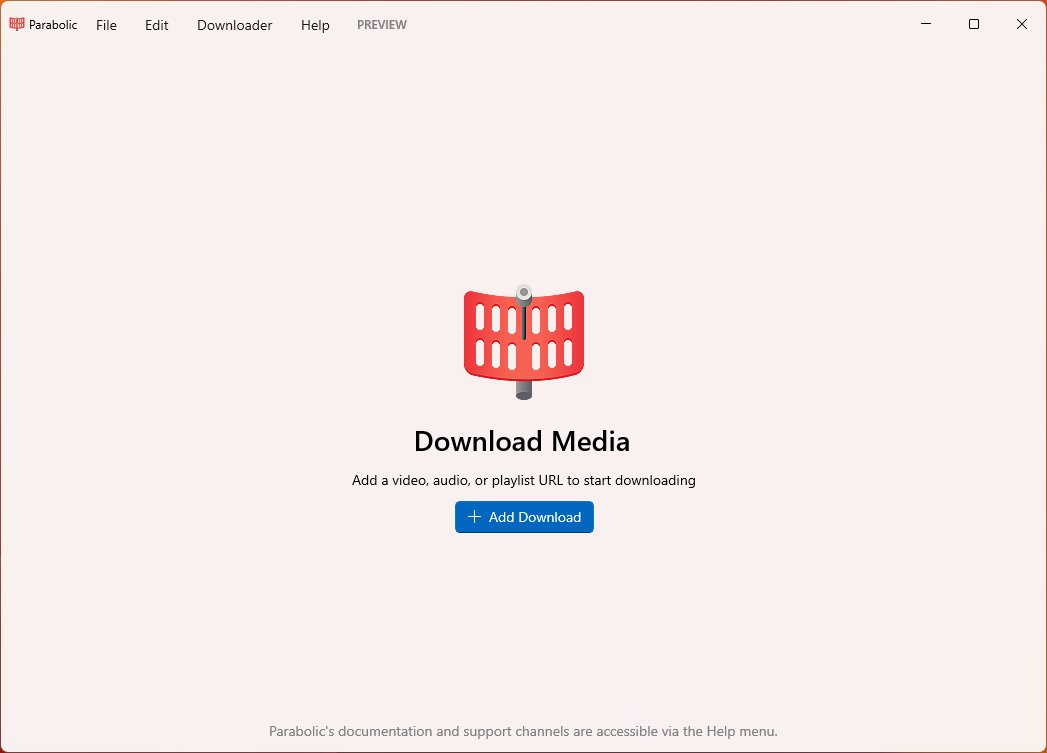 Parabolic File Edit Downloader Help PREVIEW
Download Media
Add a video, audio, or playlist URL to start downloading
Add Download
Parabolic's documentation and support channels are accessible via the Help menu.